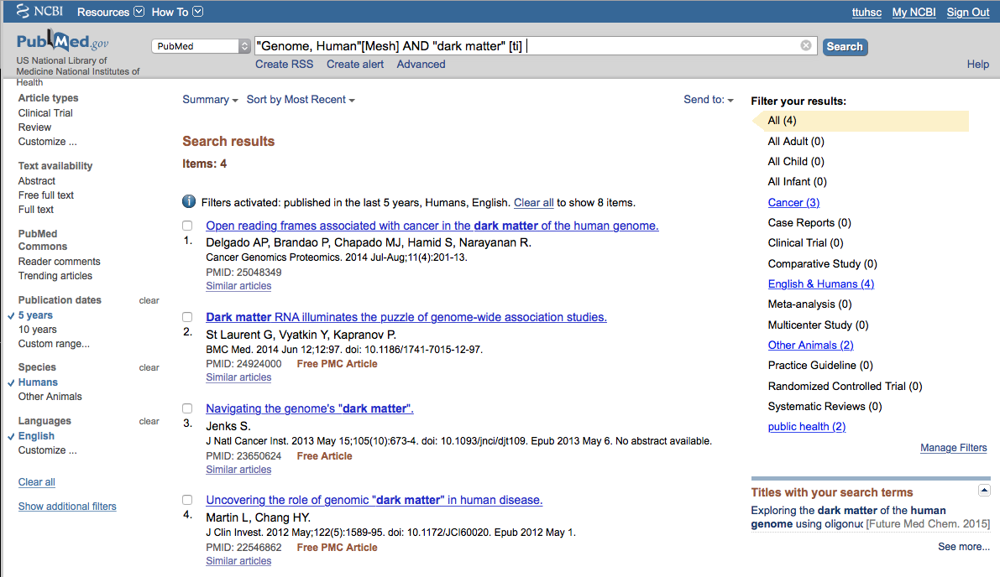 NCBI Resources How To ttuhsc My NCBI Sign Out
PubMed.gov
US National Library of
Medicine National Institutes of
Health
PubMed "Genome, Human"[Mesh] AND "dark matter" [ti] Search
Create RSS Create alert Advanced Help
Article types
Clinical Trial
Review
Customize ...
Text availability
Abstract
Free full text
Full text
PubMed
Commons
Reader comments
Trending articles
Publication dates clear
5 years
10 years
Custom range...
Species clear
Humans
Other Animals
Languages clear
English
Customize ...
Clear all
Show additional filters
Summary Sort by Most Recent Send to:
Search results
Items: 4
Filters activated: published in the last 5 years, Humans, English. Clear all to show 8 items.
Open reading frames associated with cancer in the dark matter of the human genome.
1. Delgado AP, Brandao P, Chapado MJ, Hamid S, Narayanan R.
Cancer Genomics Proteomics. 2014 Jul-Aug;11(4):201-13.
PMID: 25048349
Similar articles
Dark matter RNA illuminates the puzzle of genome-wide association studies.
2. St Laurent G, Vyatkin Y, Kapranov P.
BMC Med. 2014 Jun 12;12:97. doi: 10.1186/1741-7015-12-97.
PMID: 24924000 Free PMC Article
Similar articles
Navigating the genome's "dark matter".
3. Jenks S.
J Natl Cancer Inst. 2013 May 15;105(10):673-4. doi: 10.1093/jnci/djt109. Epub 2013 May 6. No abstract available.
PMID: 23650624 Free Article
Similar articles
Uncovering the role of genomic "dark matter" in human disease.
4. Martin L, Chang HY.
J Clin Invest. 2012 May;122(5):1589-95. doi: 10.1172/JCI60020. Epub 2012 May 1.
PMID: 22546862 Free PMC Article
Similar articles
Filter your results:
All (4)
All Adult (0)
All Child (0)
All Infant (0)
Cancer (3)
Case Reports (0)
Clinical Trial (0)
Comparative Study (0)
English & Humans (4)
Meta-analysis (0)
Multicenter Study (0)
Other Animals (2)
Practice Guideline (0)
Randomized Controlled Trial (0)
Systematic Reviews (0)
public health (2)
Manage Filters
Titles with your search terms
Exploring the dark matter of the human
genome using oligonuc [Future Med Chem. 2015]
See more...